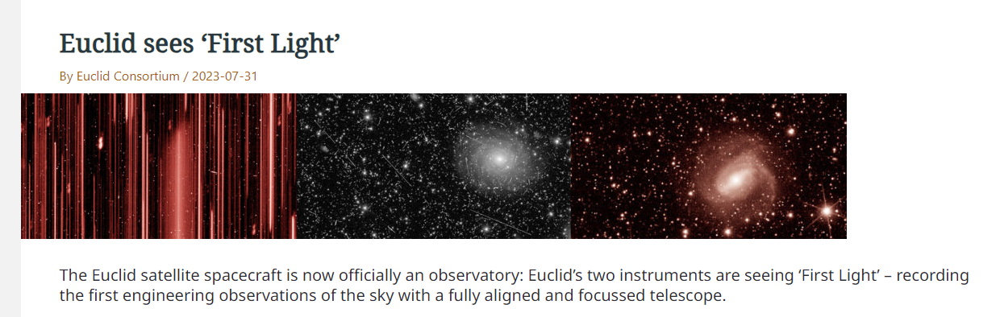 Euclid sees ‘First Light’
By Euclid Consortium / 2023-07-31
The Euclid satellite spacecraft is now officially an observatory: Euclid’s two instruments are seeing ‘First Light’ – recording
the first engineering observations of the sky with a fully aligned and focussed telescope.